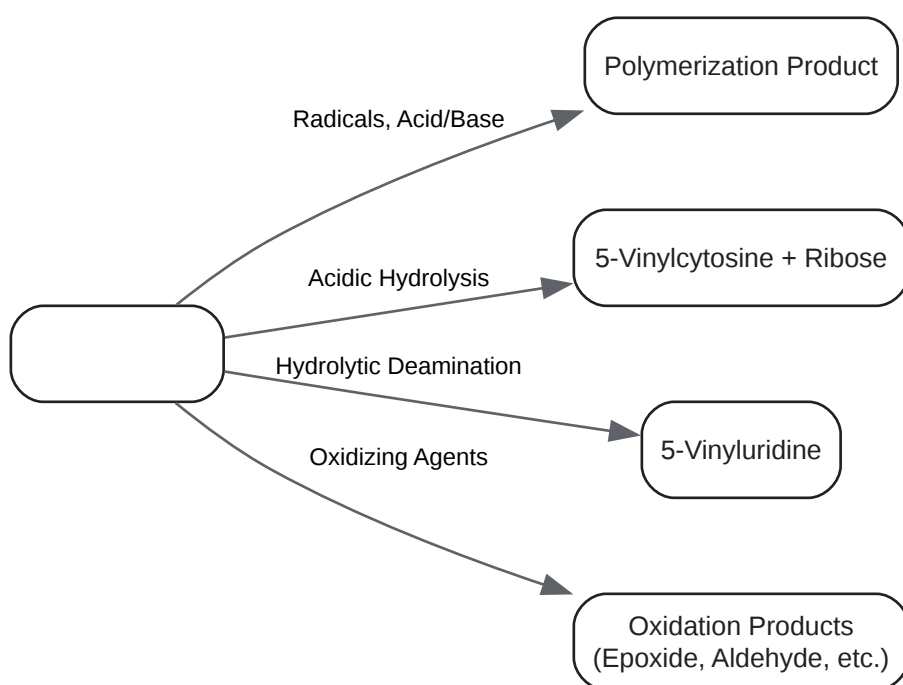 Polymerization Product
Radicals, Acid/Base
5-Vinylcytosine + Ribose
Acidic Hydrolysis
Hydrolytic Deamination
5-Vinyluridine
Oxidizing Agents
Oxidation Products
(Epoxide, Aldehyde, etc.)